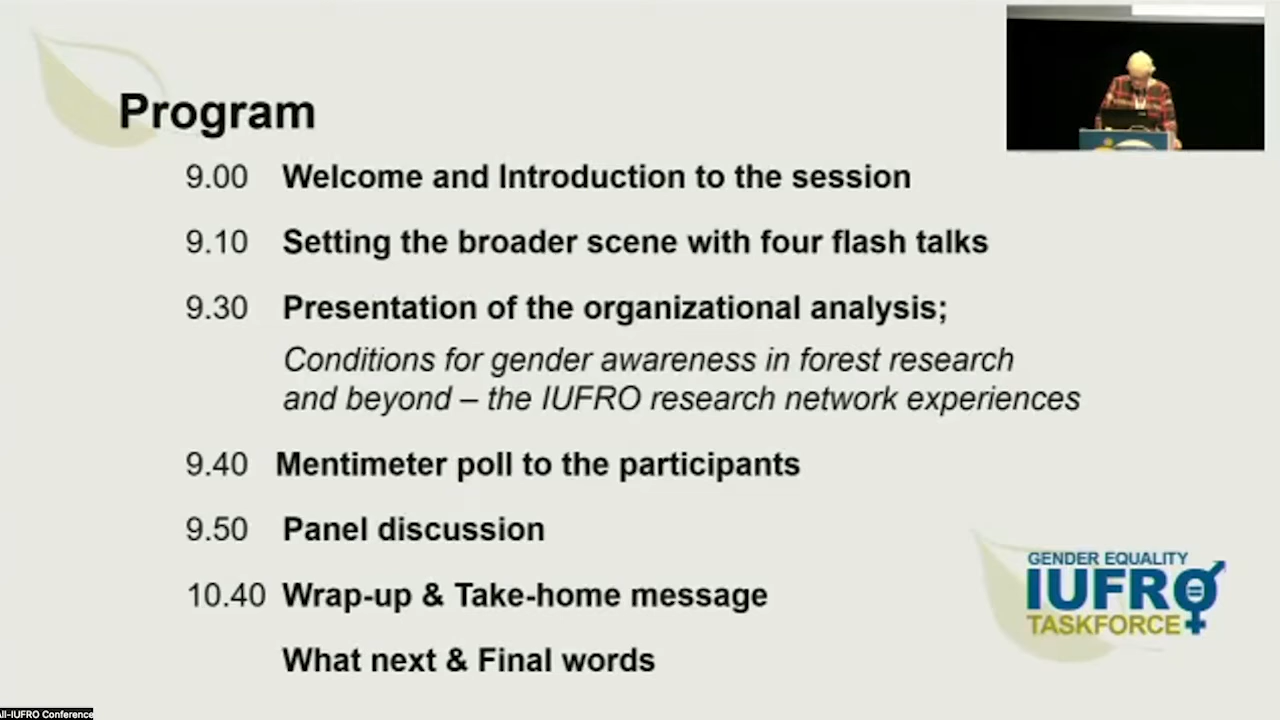 Program
9.00 Welcome and Introduction to the session
9.10 Setting the broader scene with four flash talks
9.30 Presentation of the organizational analysis;
Conditions for gender awareness in forest research
and beyond – the IUFRO research network experiences
9.40 Mentimeter poll to the participants
9.50 Panel discussion
10.40 Wrap-up & Take-home message
What next & Final words
GENDER EQUALITY
IUFRO
TASKFORCE
All-IUFRO Conference